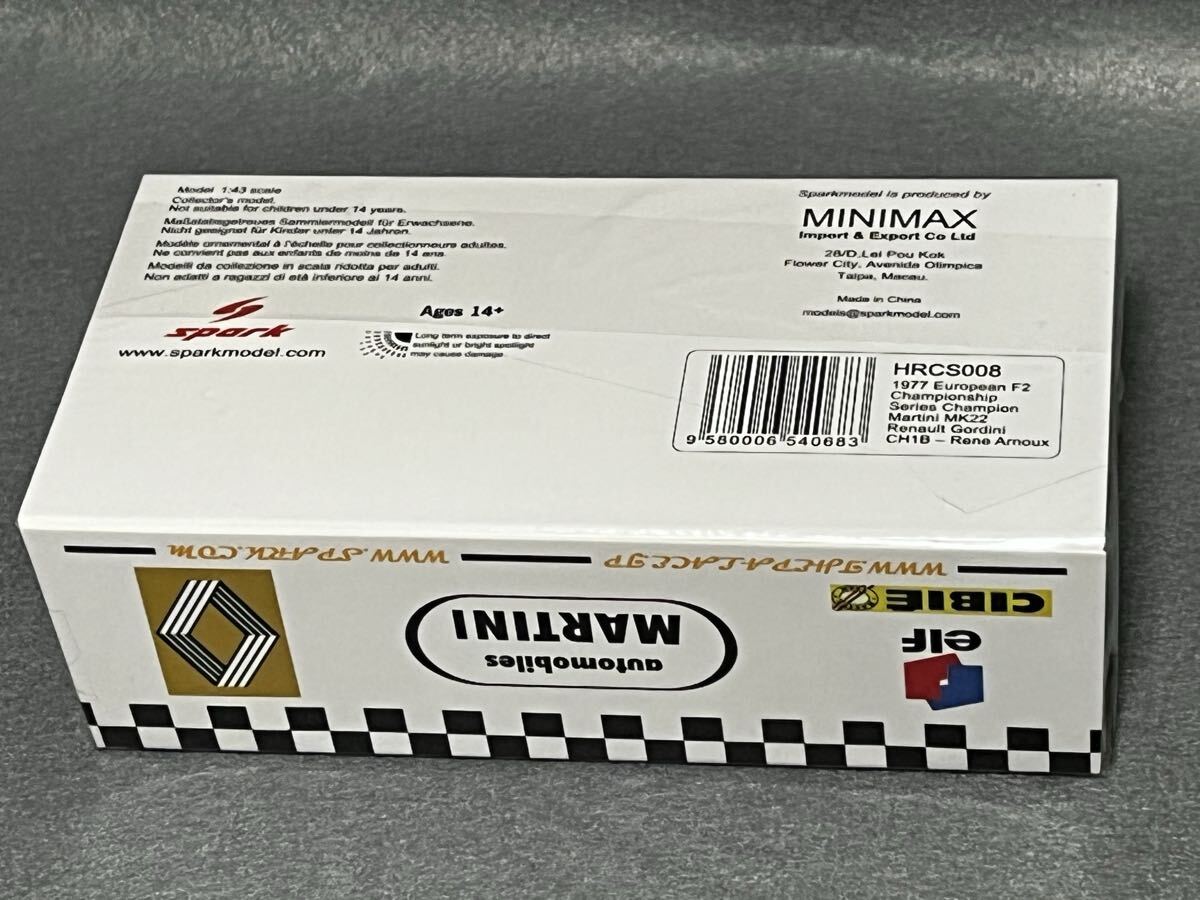 Model 1:43 scale
Collector's model.
Not suitable for children under 14 years.
Maßstabsgetreues Sammlermodell für Erwachsene.
Nicht geeignet für Kinder unter 14 Jahren.
Modèle ornamental à l'échelle pour collectionneurs adultes.
Ne convient pas aux enfants de moins de 14 ans.
Modelli da collezione in scala ridotta per adulti.
Non adatti a ragazzi di età inferiore ai 14 anni.
spark
www.sparkmodel.com
Ages 14+
Long term exposure to direct
sunlight or bright spotlight
may cause damage
Sparkmodel is produced by
MINIMAX
Import & Export Co Ltd
28/D.Lei Pou Kok
Flower City. Avenida Olimpica
Taipa, Macau.
Made in China
models@sparkmodel.com
9 580006 540683
HRCS008
1977 European F2
Championship
Series Champion
Martini MK22
Renault Gordini
CH1B – Rene Arnoux
elf
CIBIE
automobiles
MARTINI
WWW.THEPALACE.JP
WWW.SPARK.COM